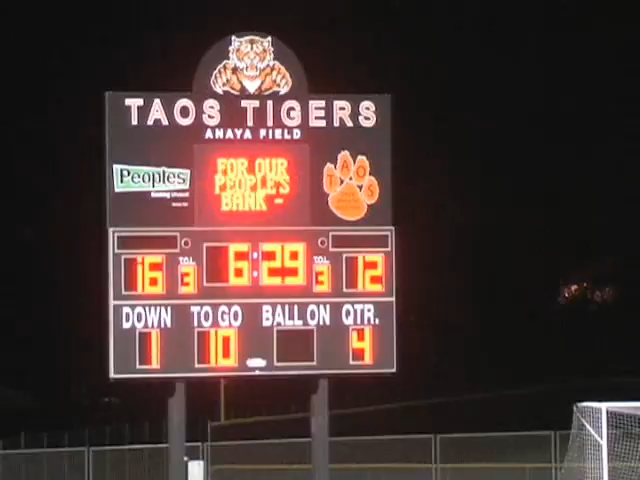 TAOS TIGERS
ANAYA FIELD
Peoples
FOR OUR
PEOPLE'S
BANK -
TAOS
T.O.L. T.O.L.
16 3 6:29 3 12
DOWN TO GO BALL ON QTR.
1 10 4